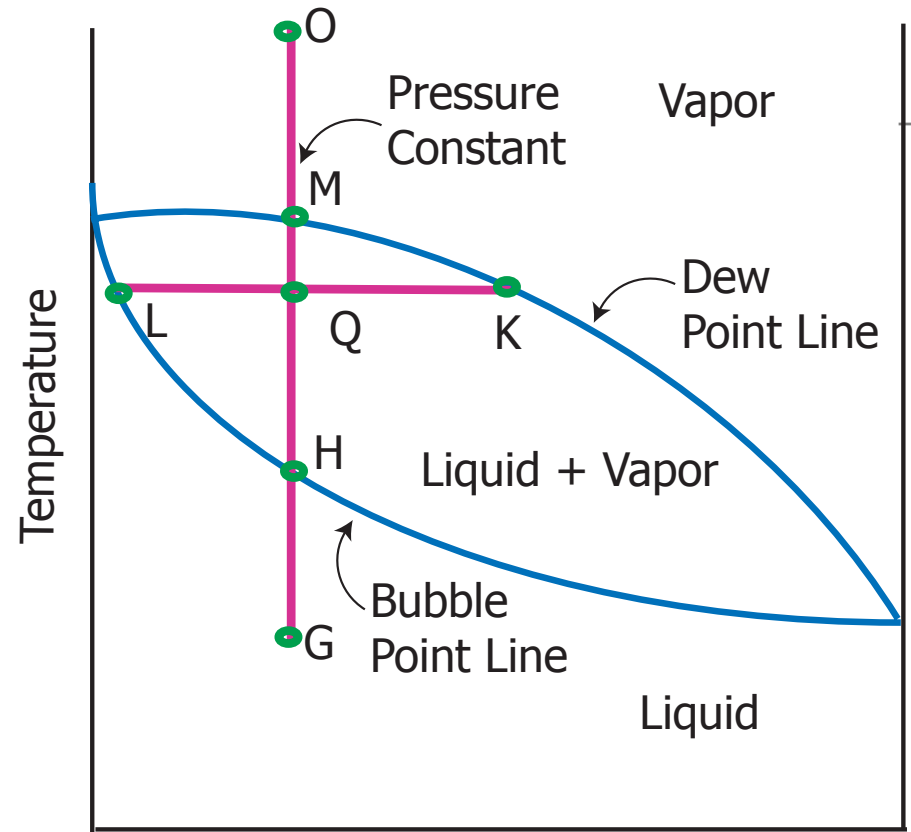 O
Pressure
Constant
Vapor
M
Dew
Point Line
L
Q
K
H
Liquid + Vapor
Temperature
Bubble
Point Line
G
Liquid